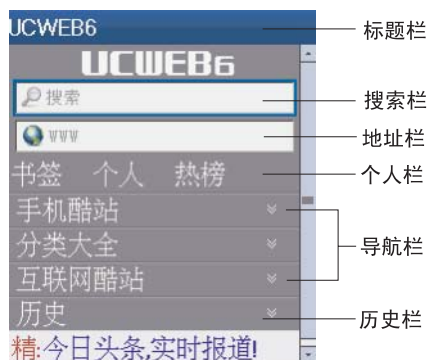 UCWEB6
标题栏
UCWEB6
搜索
搜索栏
www
地址栏
书签 个人 热榜
个人栏
手机酷站
分类大全
导航栏
互联网酷站
历史
历史栏
精:今日头条,实时报道!